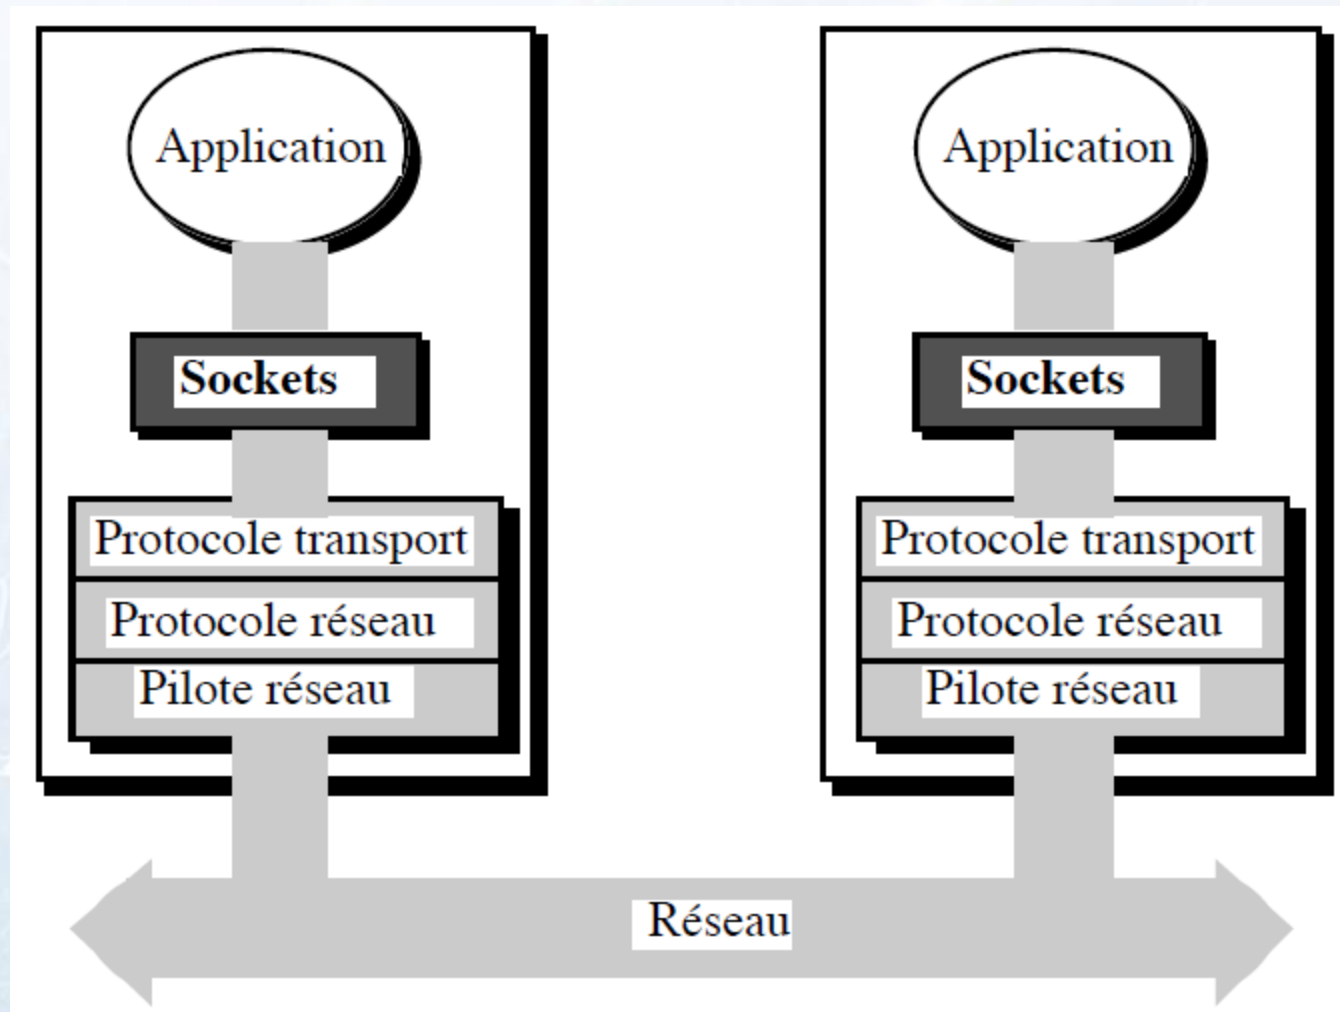 Application
Sockets
Protocole transport
Protocole réseau
Pilote réseau
Application
Sockets
Protocole transport
Protocole réseau
Pilote réseau
Réseau